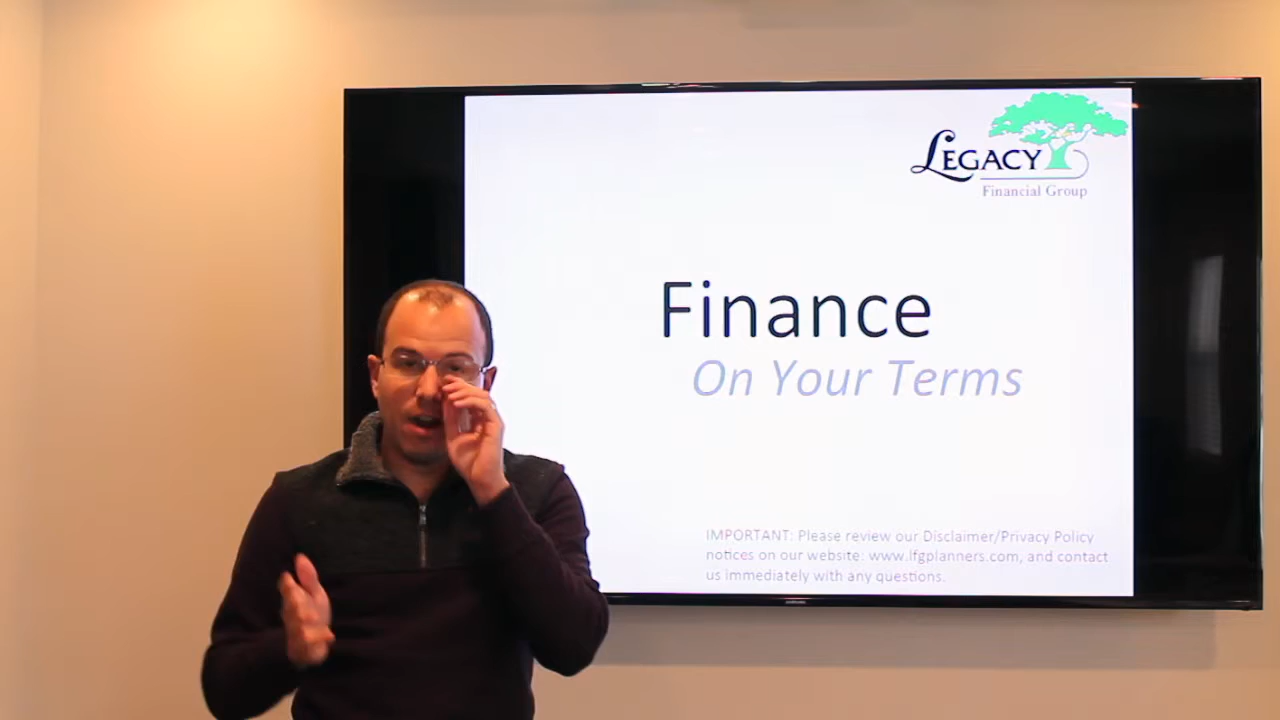 LEGACY
Financial Group
Finance
On Your Terms
IMPORTANT: Please review our Disclaimer/Privacy Policy
notices on our website: www.lfgplanners.com, and contact
us immediately with any questions.